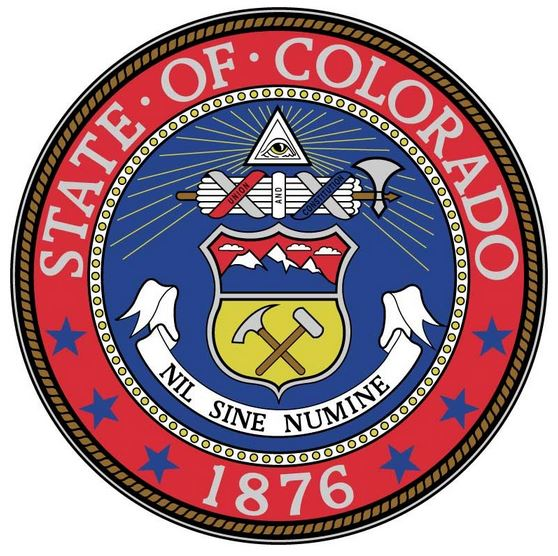 STATE · OF · COLORADO
UNION
AND
CONSTITUTION
NIL SINE NUMINE
1876